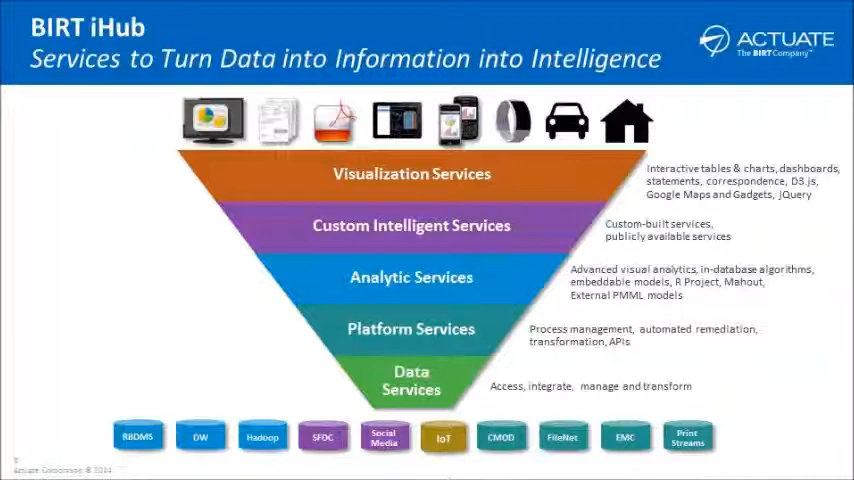 BIRT iHub
Services to Turn Data into Information into Intelligence
ACTUATE
The BIRT Company™
Visualization Services
Interactive tables & charts, dashboards,
statements, correspondence, D3.js,
Google Maps and Gadgets, jQuery
Custom Intelligent Services
Custom-built services,
publicly available services
Analytic Services
Advanced visual analytics, in-database algorithms,
embeddable models, R Project, Mahout,
External PMML models
Platform Services
Process management, automated remediation,
transformation, APIs
Data
Services
Access, integrate, manage and transform
RBDMS
DW
Hadoop
SFDC
Social
Media
IoT
CMOD
FileNet
EMC
Print
Streams
Actuate Corporation © 2014